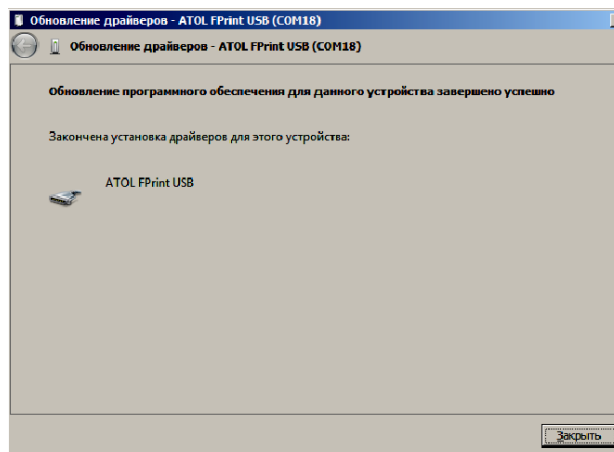 Обновление драйверов - ATOL FPrint USB (COM18)
Обновление драйверов - ATOL FPrint USB (COM18)
Обновление программного обеспечения для данного устройства завершено успешно
Закончена установка драйверов для этого устройства:
ATOL FPrint USB
Закрыть